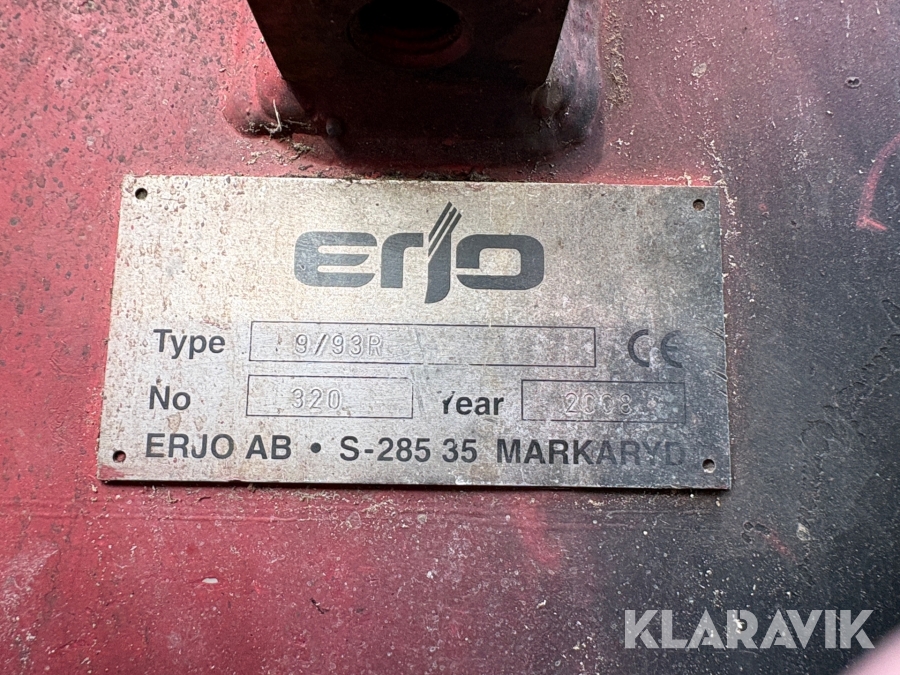 erjo
Type 9/93R CE
No 320 Year 2008
ERJO AB • S-285 35 MARKARYD
KLARAVIK